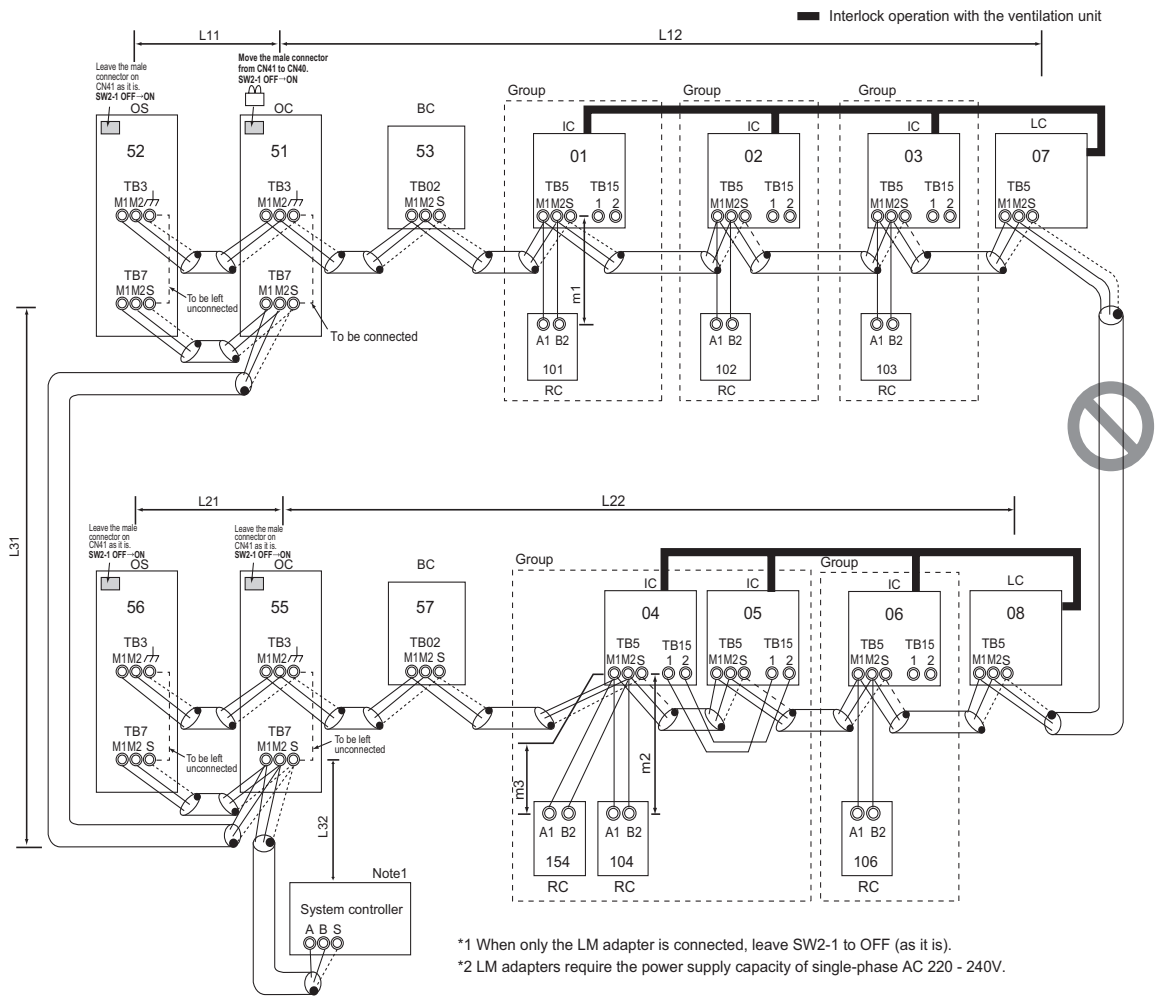 Interlock operation with the ventilation unit
L11
L12
Leave the male
connector on
CN41 as it is.
SW2-1 OFF→ON
Move the male connector
from CN41 to CN40.
SW2-1 OFF→ON
OS
OC
BC
Group
Group
Group
IC
IC
IC
LC
52
51
53
01
02
03
07
TB3
TB3
TB02
TB5 TB15
TB5 TB15
TB5 TB15
TB5
M1M2
M1M2
M1M2 S
M1M2S 1 2
M1M2S 1 2
M1M2S 1 2
M1M2S
TB7
TB7
M1M2S
M1M2S
To be left
unconnected
To be connected
m1
A1 B2
A1 B2
A1 B2
101
102
103
RC
RC
RC
L31
L21
L22
Leave the male
connector on
CN41 as it is.
SW2-1 OFF→ON
Leave the male
connector on
CN41 as it is.
SW2-1 OFF→ON
OS
OC
BC
Group
Group
IC
IC
IC
LC
56
55
57
04
05
06
08
TB3
TB3
TB02
TB5 TB15
TB5 TB15
TB5 TB15
TB5
M1M2
M1M2
M1M2 S
M1M2S 1 2
M1M2S 1 2
M1M2S 1 2
M1M2S
TB7
TB7
M1M2 S
M1M2 S
To be left
unconnected
To be left
unconnected
m3
m2
L32
A1 B2
A1 B2
A1 B2
154
104
106
RC
RC
RC
Note1
System controller
A B S
*1 When only the LM adapter is connected, leave SW2-1 to OFF (as it is).
*2 LM adapters require the power supply capacity of single-phase AC 220 - 240V.